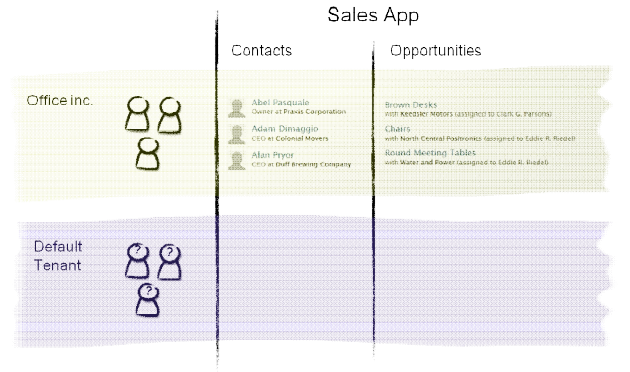 Sales App
Contacts
Opportunities
Office inc.
Abel Pasquale
Owner at Praxis Corporation
Adam Dimaggio
CEO at Colonial Movers
Alan Pryor
CEO at Duff Brewing Company
Brown Desks
with Keedsler Motors (assigned to Clark G. Parsons)
Chairs
with North Central Positronics (assigned to Eddie R. Riedel)
Round Meeting Tables
with Water and Power (assigned to Eddie R. Riedel)
Default
Tenant
? ?
?